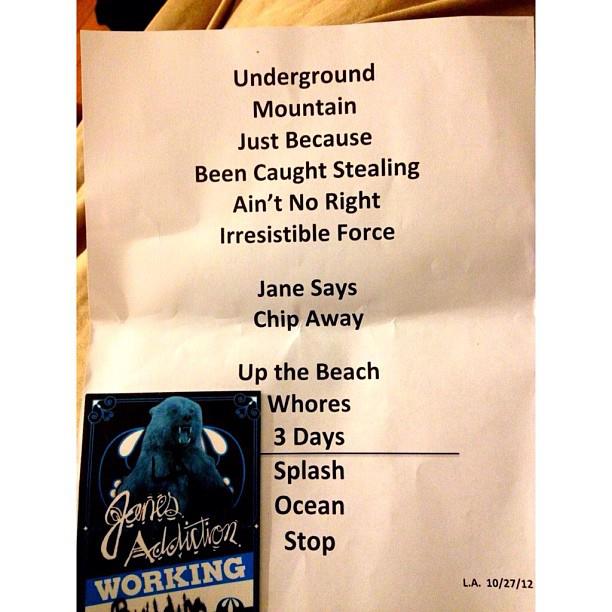 Underground
Mountain
Just Because
Been Caught Stealing
Ain't No Right
Irresistible Force
Jane Says
Chip Away
Up the Beach
Whores
3 Days
Splash
Ocean
Stop
L.A. 10/27/12
Janes
Addiction
WORKING